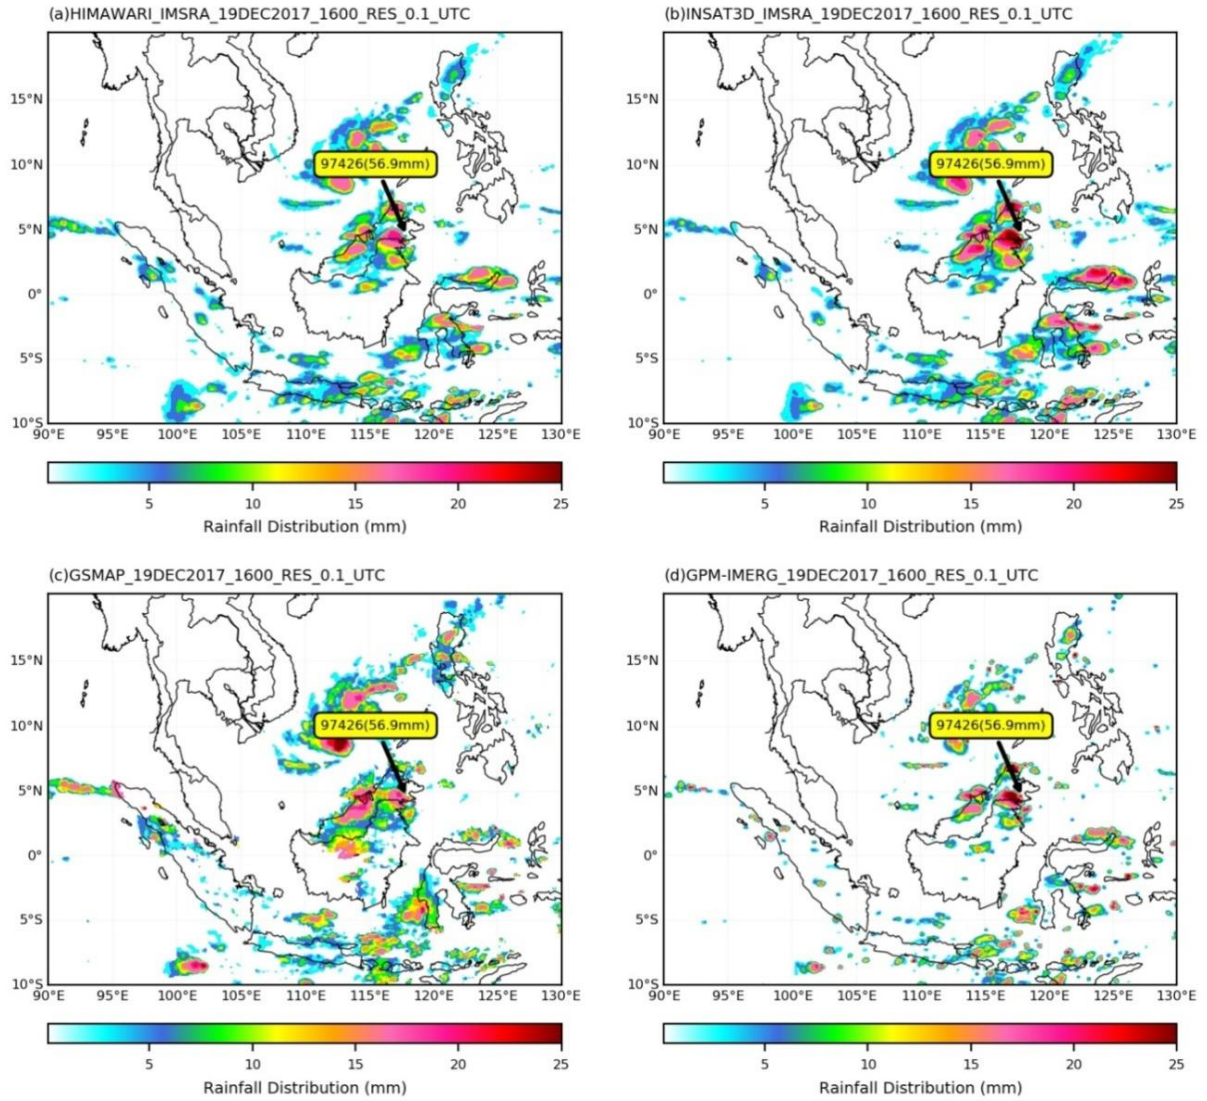 (a)HIMAWARI_IMSRA_19DEC2017_1600_RES_0.1_UTC
15°N
10°N
5°N
0°
5°S
10°S
97426(56.9mm)
90°E 95°E 100°E 105°E 110°E 115°E 120°E 125°E 130°E
5 10 15 20 25
Rainfall Distribution (mm)
(b)INSAT3D_IMSRA_19DEC2017_1600_RES_0.1_UTC
15°N
10°N
5°N
0°
5°S
10°S
97426(56.9mm)
90°E 95°E 100°E 105°E 110°E 115°E 120°E 125°E 130°E
5 10 15 20 25
Rainfall Distribution (mm)
(c)GSMAP_19DEC2017_1600_RES_0.1_UTC
15°N
10°N
5°N
0°
5°S
10°S
97426(56.9mm)
90°E 95°E 100°E 105°E 110°E 115°E 120°E 125°E 130°E
5 10 15 20 25
Rainfall Distribution (mm)
(d)GPM-IMERG_19DEC2017_1600_RES_0.1_UTC
15°N
10°N
5°N
0°
5°S
10°S
97426(56.9mm)
90°E 95°E 100°E 105°E 110°E 115°E 120°E 125°E 130°E
5 10 15 20 25
Rainfall Distribution (mm)